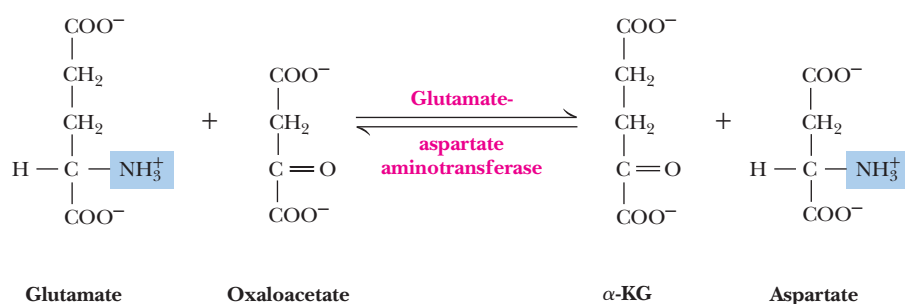 COO⁻
CH₂
CH₂
H — C — NH₃⁺
COO⁻
+
COO⁻
CH₂
C=O
COO⁻
Glutamate-
aspartate
aminotransferase
COO⁻
CH₂
CH₂
C=O
COO⁻
+
COO⁻
CH₂
H — C — NH₃⁺
COO⁻
Glutamate
Oxaloacetate
α-KG
Aspartate